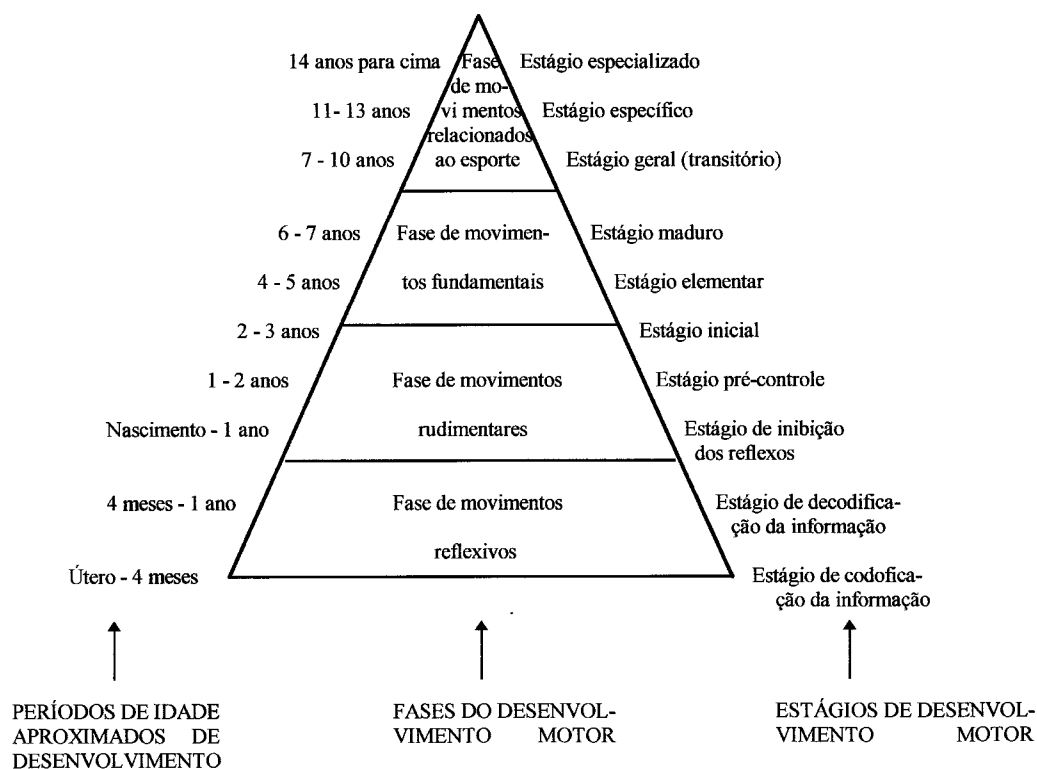 14 anos para cima Fase Estágio especializado
de mo-
11- 13 anos vi mentos Estágio específico
relacionados
7 - 10 anos ao esporte Estágio geral (transitório)
6 - 7 anos Fase de movimen- Estágio maduro
4 - 5 anos tos fundamentais Estágio elementar
2 - 3 anos Estágio inicial
1 - 2 anos Fase de movimentos Estágio pré-controle
Nascimento - 1 ano rudimentares Estágio de inibição
dos reflexos
4 meses - 1 ano Fase de movimentos Estágio de decodifica-
ção da informação
reflexivos
Útero - 4 meses Estágio de codofica-
ção da informação
PERÍODOS DE IDADE
APROXIMADOS DE
DESENVOLVIMENTO
FASES DO DESENVOL-
VIMENTO MOTOR
ESTÁGIOS DE DESENVOL-
VIMENTO MOTOR